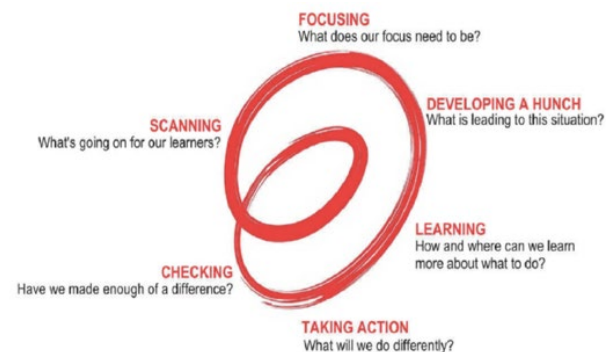 FOCUSING
What does our focus need to be?
DEVELOPING A HUNCH
What is leading to this situation?
SCANNING
What's going on for our learners?
LEARNING
How and where can we learn
more about what to do?
CHECKING
Have we made enough of a difference?
TAKING ACTION
What will we do differently?